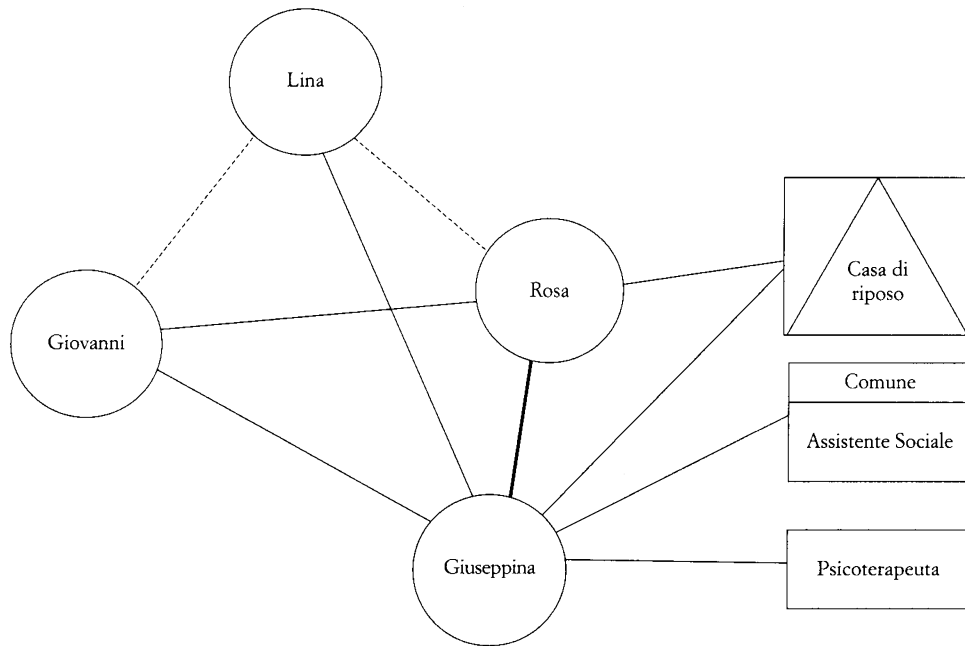 Lina
Rosa
Casa di
riposo
Giovanni
Comune
Assistente Sociale
Giuseppina
Psicoterapeuta